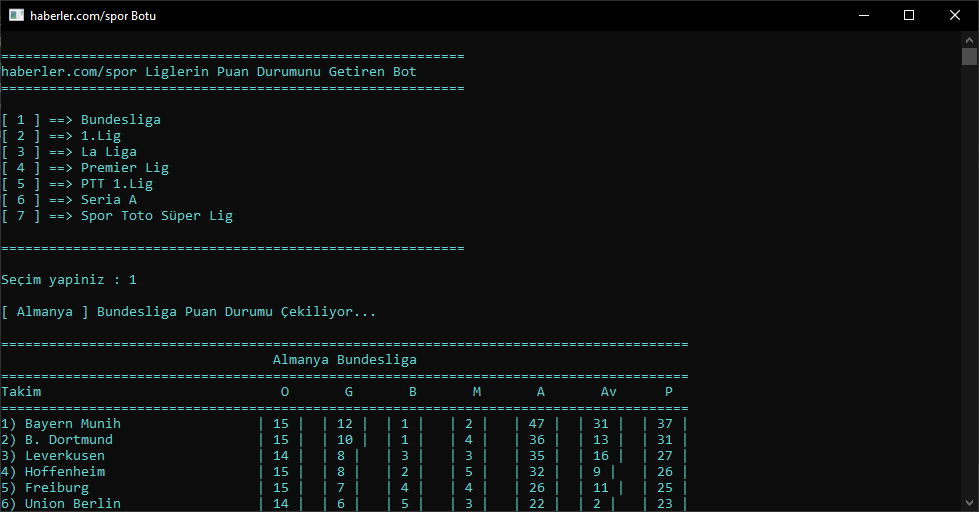 haberler.com/spor Botu
==========================================================
haberler.com/spor Liglerin Puan Durumunu Getiren Bot
==========================================================
[ 1 ] ==> Bundesliga
[ 2 ] ==> 1.Lig
[ 3 ] ==> La Liga
[ 4 ] ==> Premier Lig
[ 5 ] ==> PTT 1.Lig
[ 6 ] ==> Seria A
[ 7 ] ==> Spor Toto Süper Lig
==========================================================
Seçim yapiniz : 1
[ Almanya ] Bundesliga Puan Durumu Çekiliyor...
======================================================================================
Almanya Bundesliga
======================================================================================
Takim O G B M A Av P
======================================================================================
1) Bayern Munih | 15 | | 12 | | 1 | | 2 | | 47 | | 31 | | 37 |
2) B. Dortmund | 15 | | 10 | | 1 | | 4 | | 36 | | 13 | | 31 |
3) Leverkusen | 14 | | 8 | | 3 | | 3 | | 35 | | 16 | | 27 |
4) Hoffenheim | 15 | | 8 | | 2 | | 5 | | 32 | | 9 | | 26 |
5) Freiburg | 15 | | 7 | | 4 | | 4 | | 26 | | 11 | | 25 |
6) Union Berlin | 14 | | 6 | | 5 | | 3 | | 22 | | 2 | | 23 |